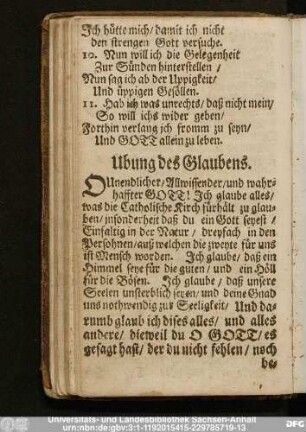 Ich hütte mich/ damit ich nicht
den strengen Gott versuche.
10. Nun will ich die Gelegenheit
Zur Sünden hinterstellen /
Nun sag ich ab der Uppigkeit/
Und üppigen Gesöllen.
11. Hab ich was unrechts/ daß nicht mein/
So will ichs wider geben/
Forthin verlang ich fromm zu seyn/
Und GOTT allein zu leben.
Ubung des Glaubens.
OUnendlicher/ Allwissender/ und wahr-
haffter GOTT! Ich glaube alles/
was die Catholische Kirch fürhält zu glau-
ben/ insonderheit daß du ein Gott seyest /
Einfaltig in der Natur / dreyfach in den
Persohnen/ auß welchen die zweyte für uns
ist Mensch worden. Ich glaube/ daß ein
Himmel seye für die guten/ und ein Höll
für die Bösen. Ich glaube / daß unsere
Seelen unsterblich seyen/ und deine Gnad
uns nothwendig zur Seeligkeit/ Und da-
rumb glaub ich dises alles/ und alles
andere/ dieweil du O GOTT/ es
gesagt hast/ der du nicht fehlen/ noch
be-
Universitäts- und Landesbibliothek Sachsen-Anhalt
urn:nbn:de:gbv:3:1-1192015415-229785719-13
DFG